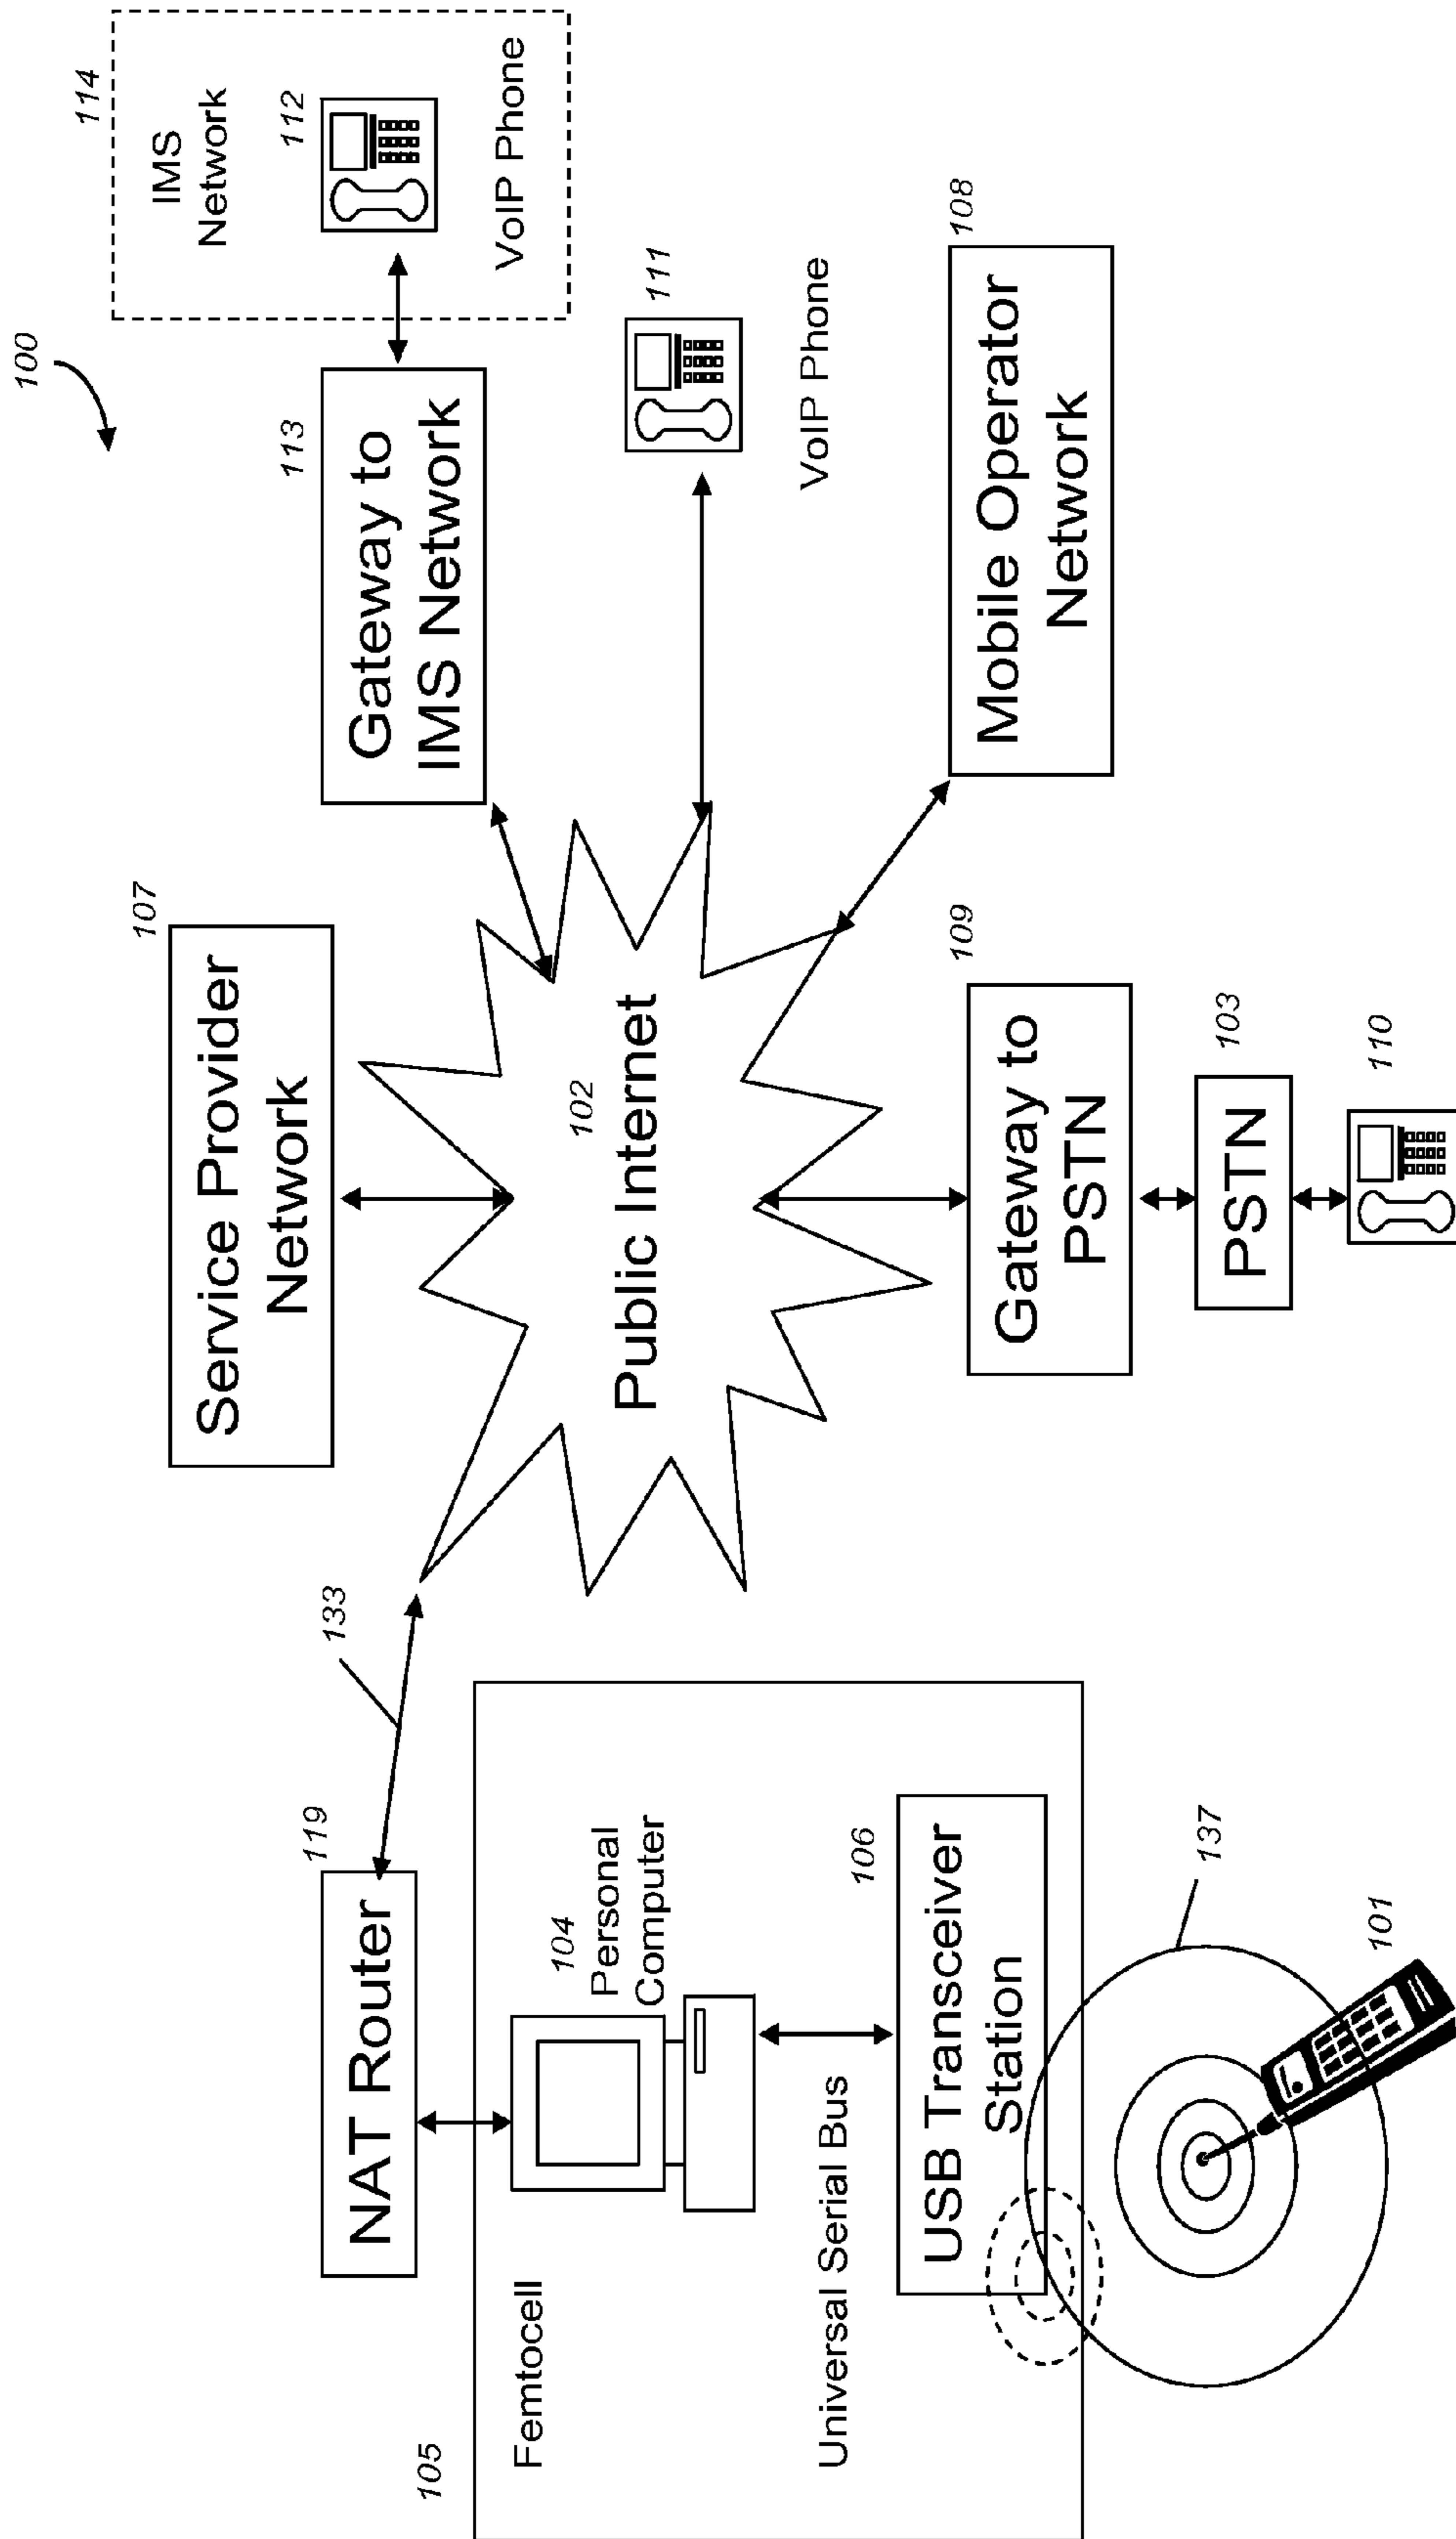 100
114
IMS
Network
112
VoIP Phone
113
Gateway to
IMS Network
107
Service Provider
Network
133
119
NAT Router
111
VoIP Phone
102
Public Internet
105
Femtocell
104
Personal
Computer
Universal Serial Bus
106
USB Transceiver
Station
108
Mobile Operator
Network
109
Gateway to
PSTN
103
PSTN
110
137
101